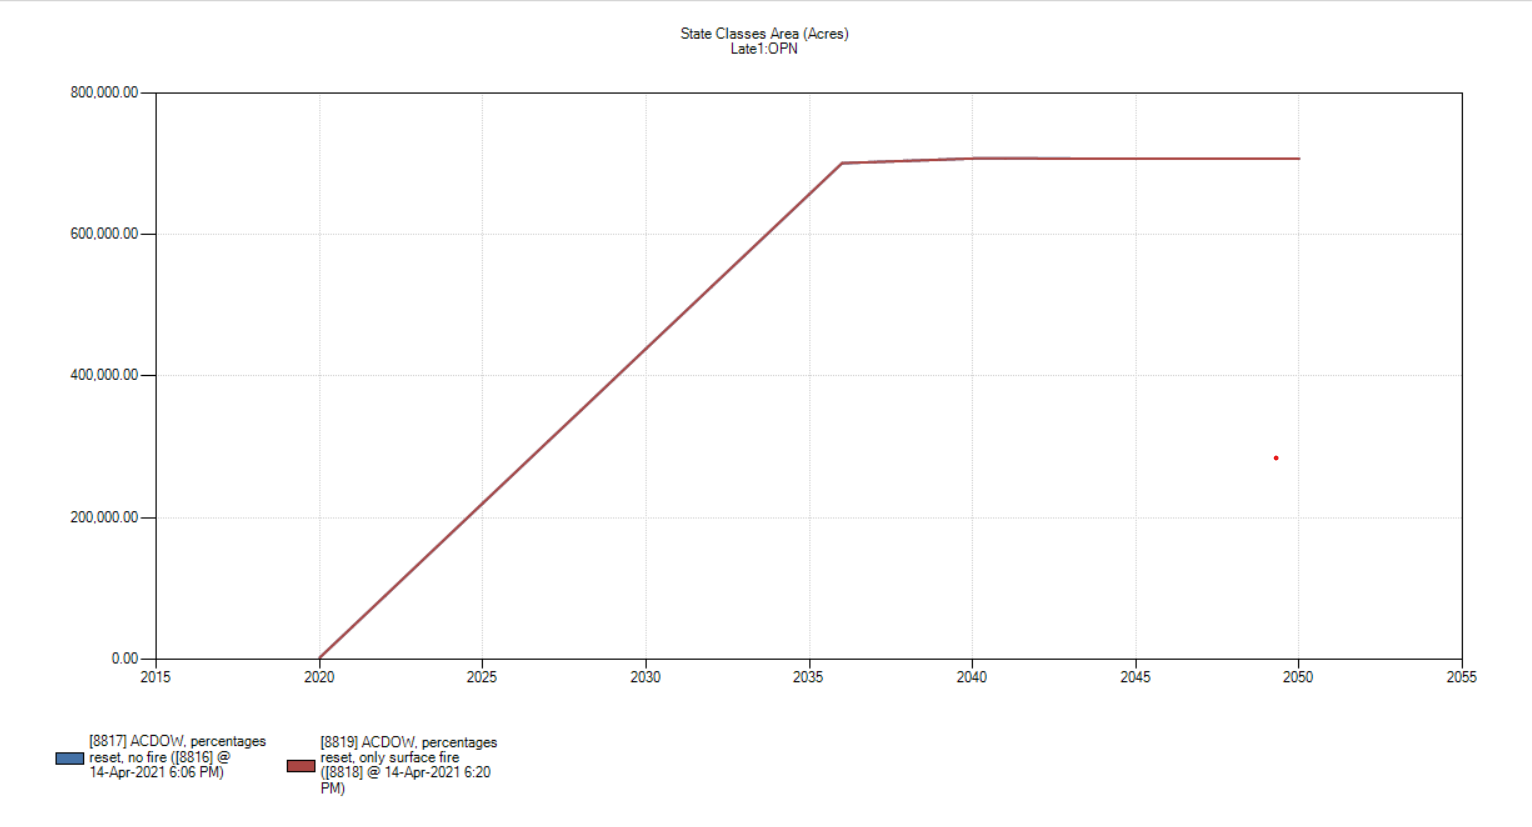 State Classes Area (Acres)
Late1:OPN
800,000.00
600,000.00
400,000.00
200,000.00
0.00
2015
2020
2025
2030
2035
2040
2045
2050
2055
[8817] ACDOW, percentages
reset, no fire ([8816] @
14-Apr-2021 6:06 PM)
[8819] ACDOW, percentages
reset, only surface fire
([8818] @ 14-Apr-2021 6:20
PM)